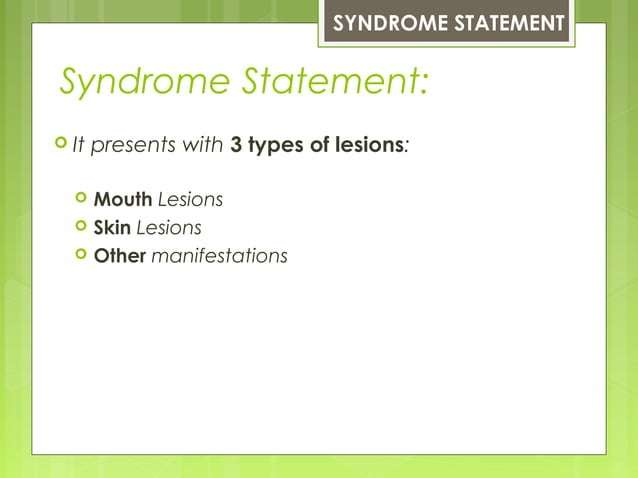 SYNDROME STATEMENT
Syndrome Statement:
It presents with 3 types of lesions:
Mouth Lesions
Skin Lesions
Other manifestations